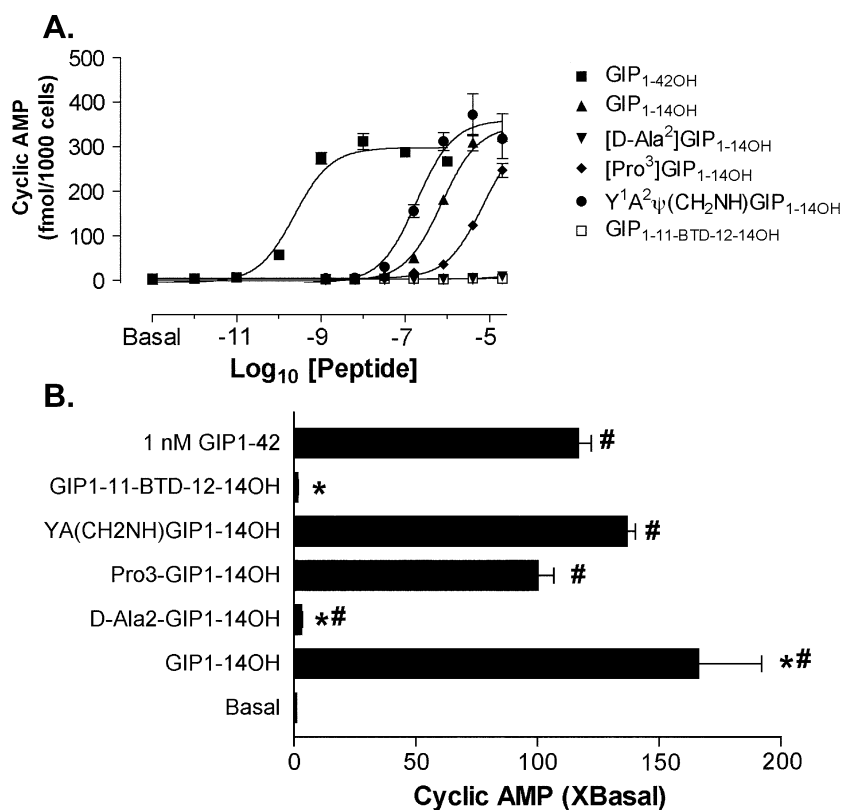 A.
500
400
300
200
100
0
Cyclic AMP
(fmol/1000 cells)
Basal -11 -9 -7 -5
Log10 [Peptide]
GIP1-42OH
GIP1-14OH
[D-Ala2]GIP1-14OH
[Pro3]GIP1-14OH
Y1A2ψ(CH2NH)GIP1-14OH
GIP1-11-BTD-12-14OH
B.
1 nM GIP1-42 #
GIP1-11-BTD-12-14OH *
YA(CH2NH)GIP1-14OH #
Pro3-GIP1-14OH #
D-Ala2-GIP1-14OH *#
GIP1-14OH *#
Basal
0 50 100 150 200
Cyclic AMP (XBasal)